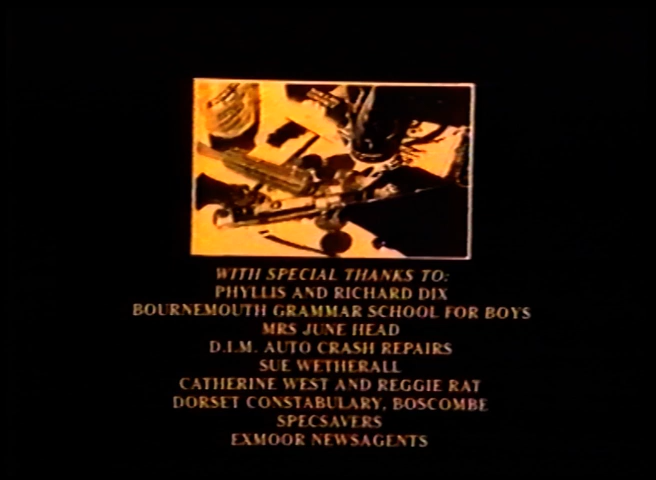 WITH SPECIAL THANKS TO:
PHYLLIS AND RICHARD DIX
BOURNEMOUTH GRAMMAR SCHOOL FOR BOYS
MRS JUNE HEAD
D.I.M. AUTO CRASH REPAIRS
SUE WETHERALL
CATHERINE WEST AND REGGIE RAT
DORSET CONSTABULARY, BOSCOMBE
SPECSAVERS
EXMOOR NEWSAGENTS